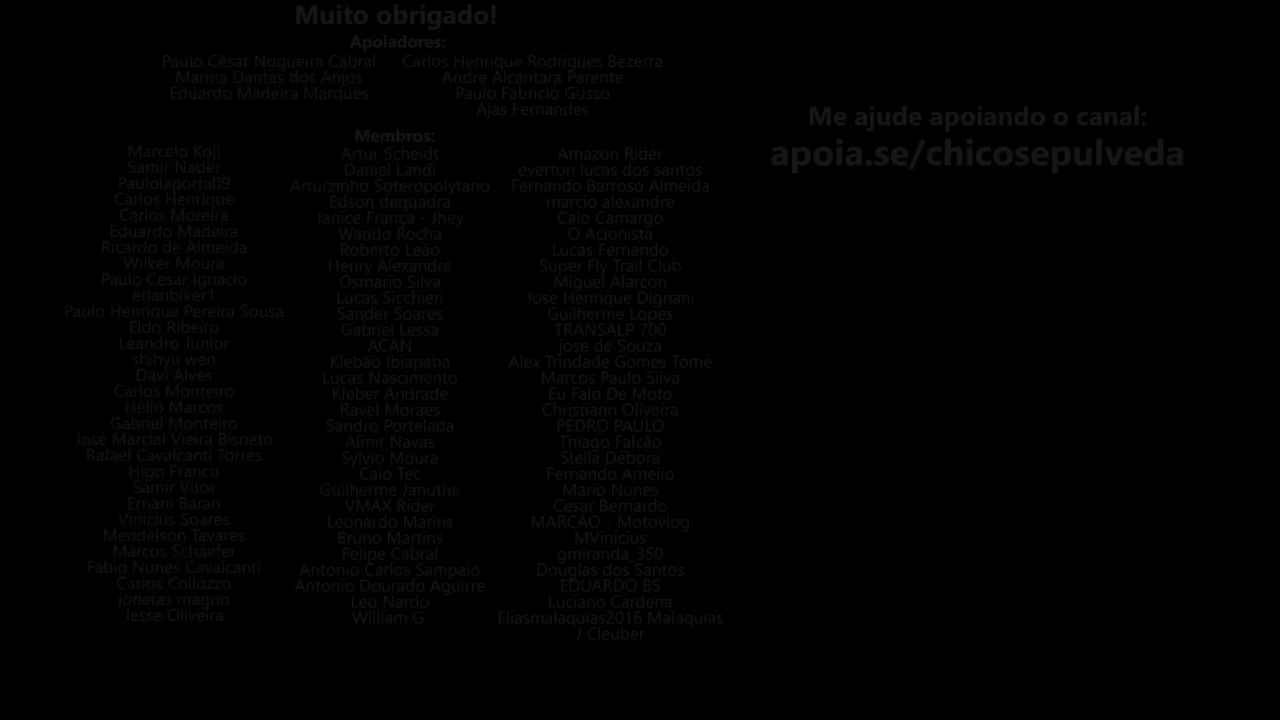 Muito obrigado!
Apoiadores:
Paulo César Nogueira Cabral
Marina Dantas dos Anjos
Eduardo Madeira Marques
Carlos Henrique Rodrigues Bezerra
Andre Alcântara Parente
Paulo Fabrício Gusso
Ajas Fernandes
Membros:
Marcelo Koji
Samir Nader
Paulolaporta09
Carlos Henrique
Carlos Moreira
Eduardo Madeira
Ricardo de Almeida
Wilker Moura
Paulo Cesar Ignacio
erlanbiker1
Paulo Henrique Pereira Sousa
Eldo Ribeiro
Leandro Junior
shihyu wen
Davi Alves
Carlos Monteiro
Helio Marcos
Gabriel Monteiro
José Marcial Vieira Bisneto
Rafael Cavalcanti Torres
Higo Franco
Samir Vitor
Ernani Baran
Vinicius Soares
Mendelson Tavares
Marcos Schaefer
Fabio Nunes Cavalcanti
Carlos Collozzo
jonatas magno
Jesse Oliveira
Artur Scheidt
Daniel Landi
Arturzinho Soteropolytano
Edson dequadra
Janice França - Jhey
Wando Rocha
Roberto Leão
Henry Alexandre
Osmario Silva
Lucas Sicchieri
Sander Soares
Gabriel Lessa
ACAN
Klebão Ibiapaba
Lucas Nascimento
Kleber Andrade
Ravel Moraes
Sandro Portelada
Almir Navas
Sylvio Moura
Caio Tec
Guilherme Januthe
VMAX Rider
Leonardo Marins
Bruno Martins
Felipe Cabral
Antonio Carlos Sampaio
Antonio Dourado Aguirre
Leo Nardo
William G
Amazon Rider
everton lucas dos santos
Fernando Barroso Almeida
marcio alexandre
Caio Camargo
O Acionista
Lucas Fernando
Super Fly Trail Club
Miguel Alarcon
Jose Henrique Dignani
Guilherme Lopes
TRANSALP 700
jose de Souza
Alex Trindade Gomes Tomé
Marcos Paulo Silva
Eu Falo De Moto
Christiann Oliveira
PEDRO PAULO
Thiago Falcão
Stella Débora
Fernando Amélio
Mario Nunes
Cesar Bernardo
MARCÃO - Motovlog
MVinicius
gmiranda_350
Douglas dos Santos
EDUARDO BS
Luciano Cardena
Eliasmalaquias2016 Malaquias
J Cleuber
Me ajude apoiando o canal:
apoia.se/chicosepulveda